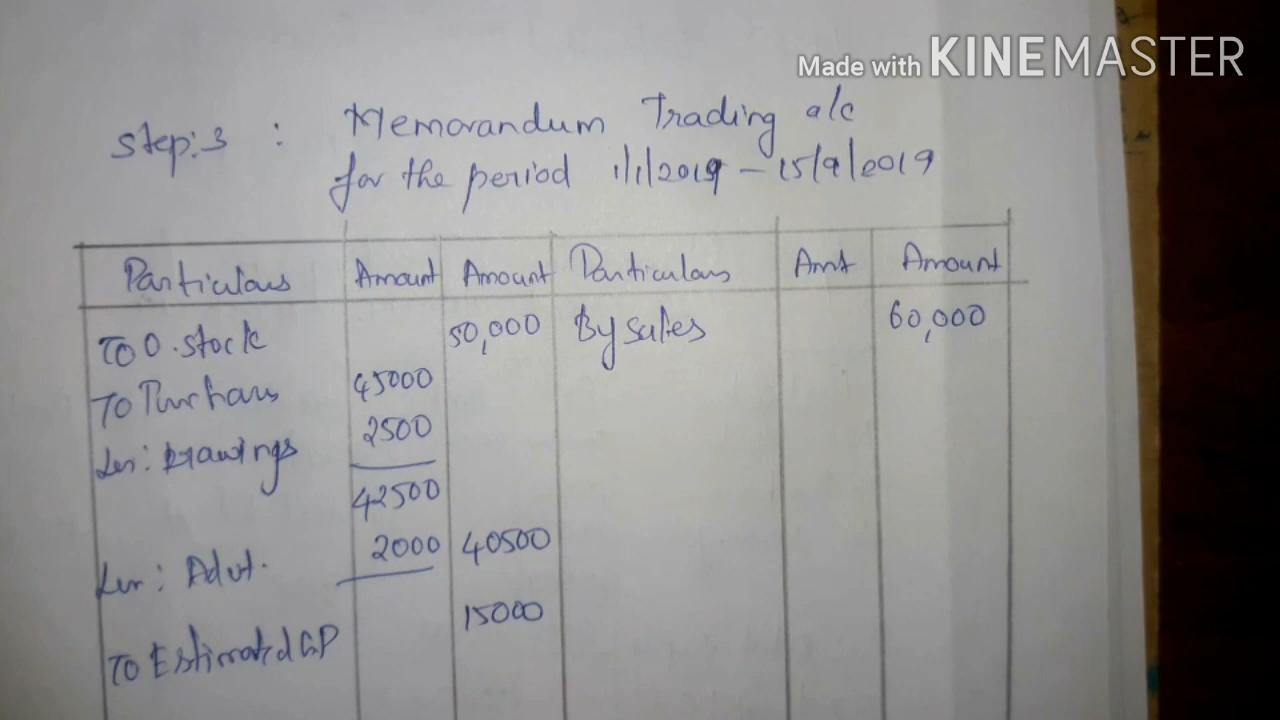 Made with KINEMASTER
Step:3 : Memorandum Trading a/c
for the period 1/1/2019 - 15/9/2019
Particulars Amount Amount Particulars Amt Amount
To O.stock 50,000 By sales 60,000
To Purchases 45000
Less: Drawings 2500
42500
Less: Advt. 2000 40500
To Estimated GP 15000